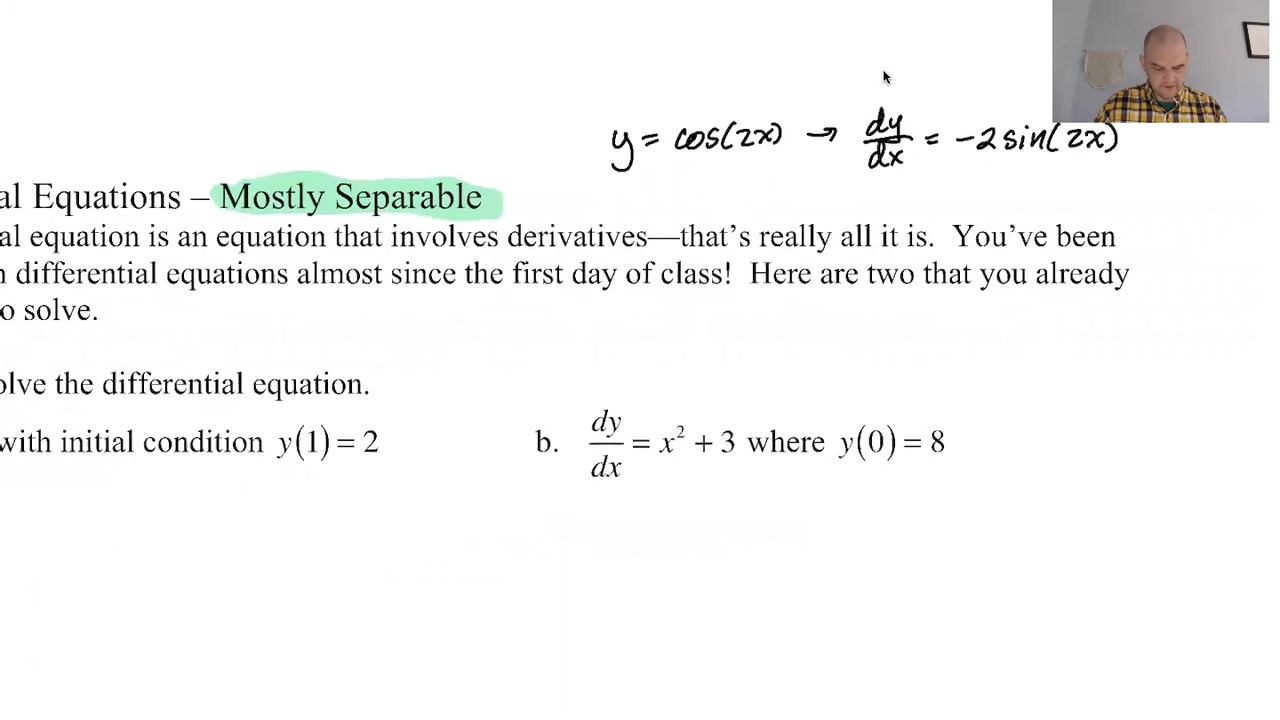 y = cos(2x) → dy/dx = -2sin(2x)
al Equations – Mostly Separable
al equation is an equation that involves derivatives—that's really all it is. You've been
n differential equations almost since the first day of class! Here are two that you already
o solve.
olve the differential equation.
with initial condition y(1) = 2
b. dy/dx = x² + 3 where y(0) = 8